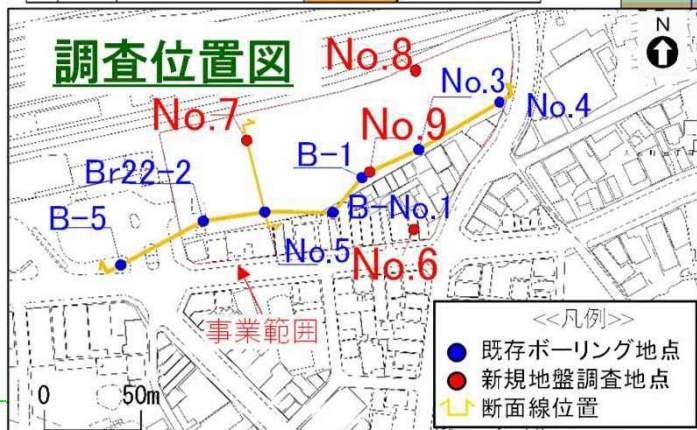 調査位置図
N
No.8
No.3
No.4
No.7
No.9
B-1
Br22-2
B-5
B-No.1
No.5
No.6
事業範囲
<<凡例>>
既存ボーリング地点
新規地盤調査地点
断面線位置
0 50m